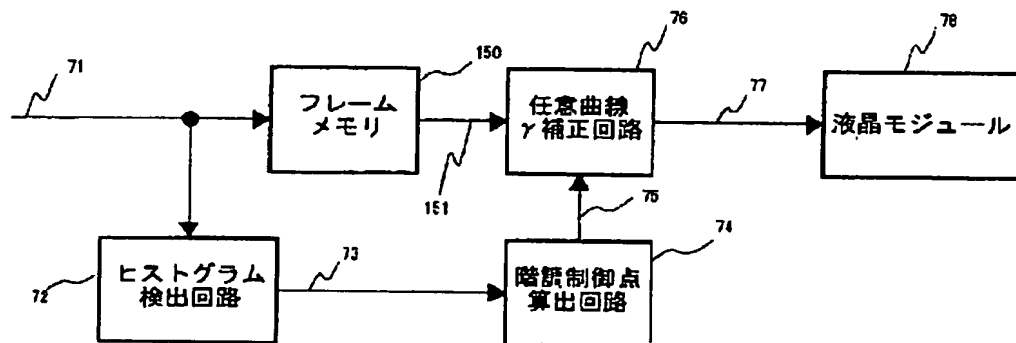 71
150
フレーム
メモリ
151
76
任意曲線
γ補正回路
77
78
液晶モジュール
75
72
ヒストグラム
検出回路
73
74
階調制御点
算出回路